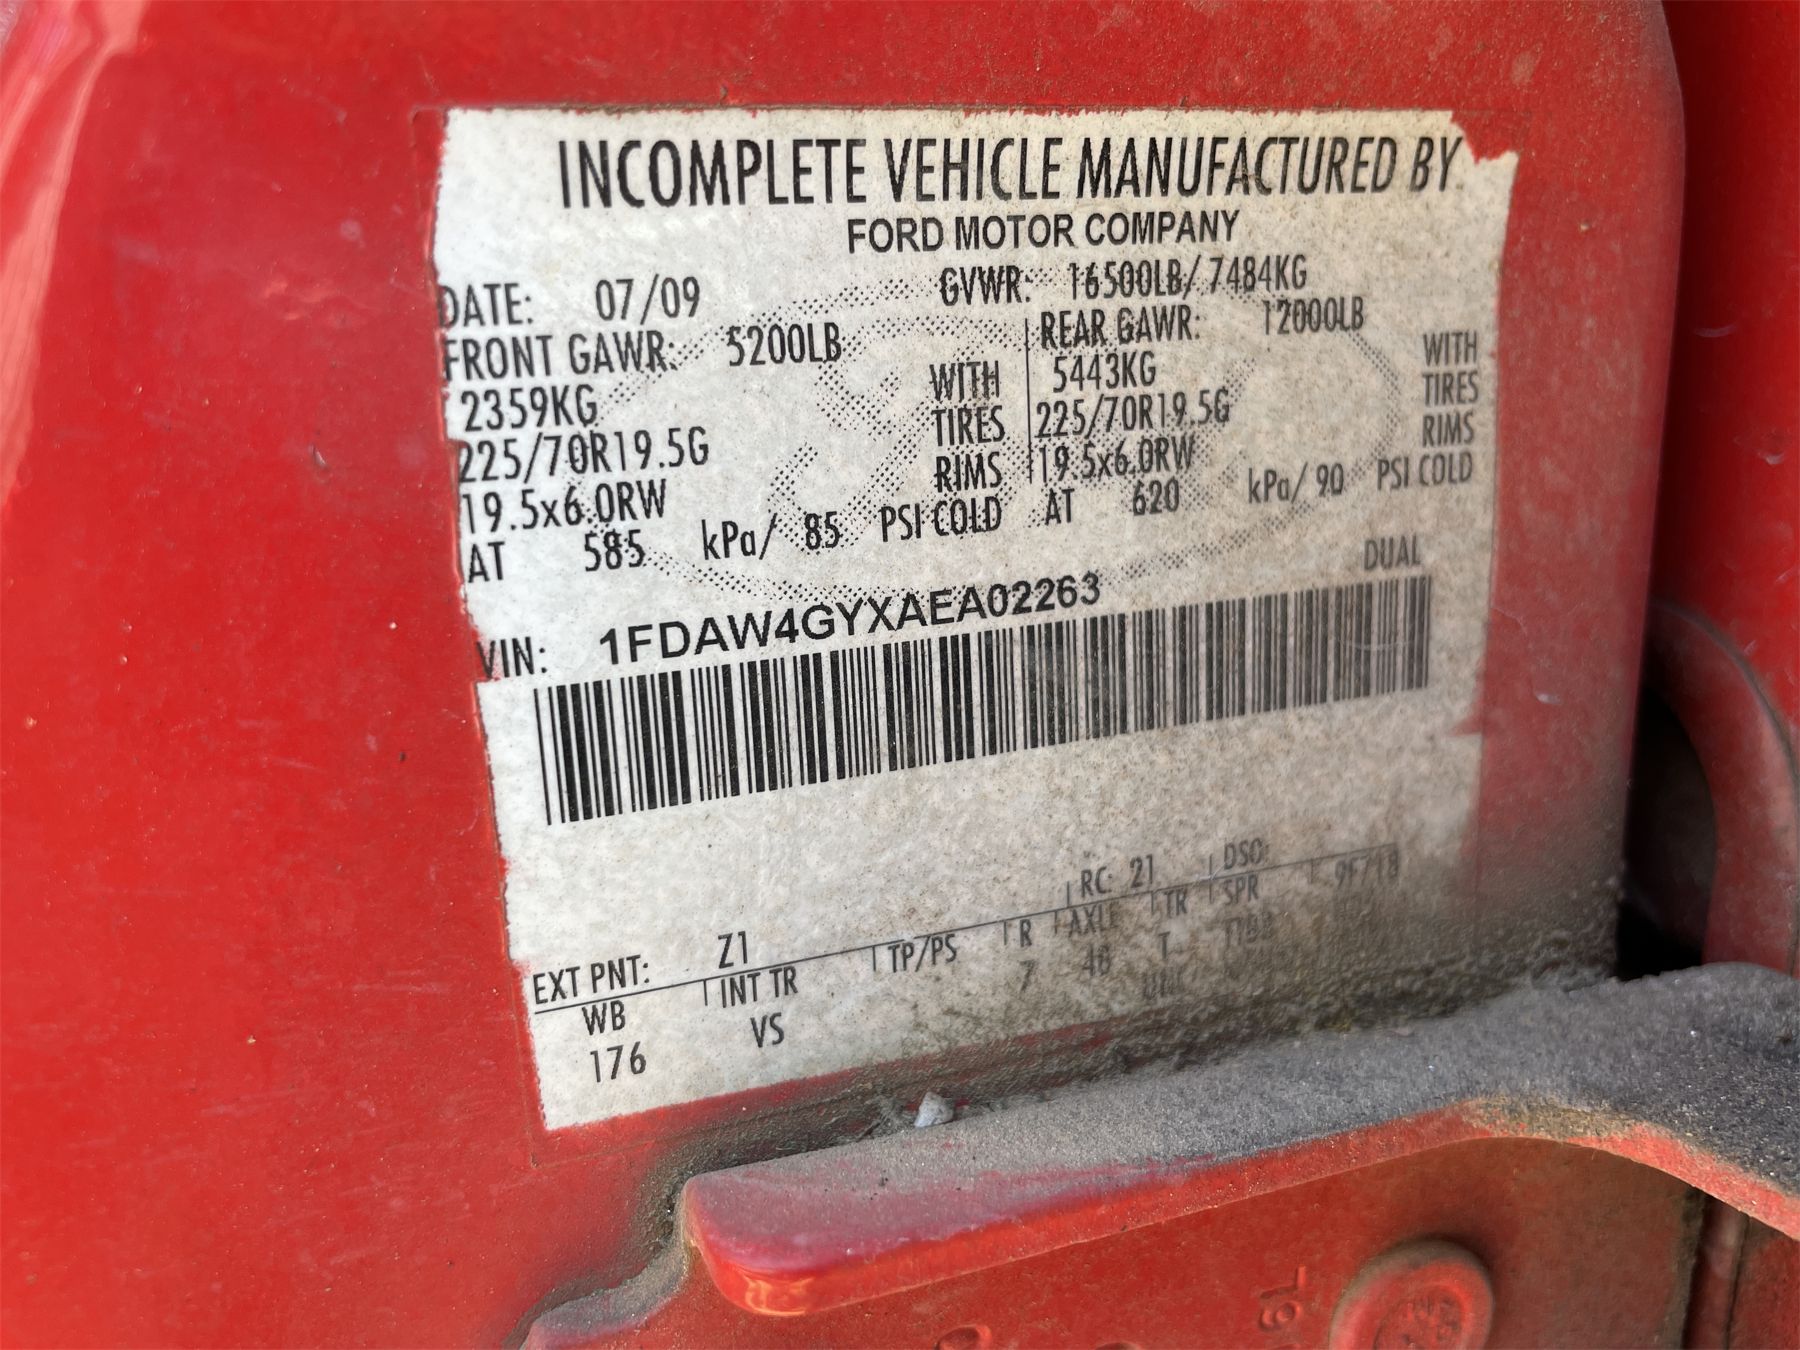 INCOMPLETE VEHICLE MANUFACTURED BY
FORD MOTOR COMPANY
DATE: 07/09 GVWR: 16500LB/ 7484KG
FRONT GAWR: 5200LB REAR GAWR: 12000LB
2359KG WITH 5443KG WITH
225/70R19.5G TIRES 225/70R19.5G TIRES
19.5x6.0RW RIMS 19.5x6.0RW RIMS
AT 585 kPa/ 85 PSI COLD AT 620 kPa/ 90 PSI COLD
DUAL
VIN: 1FDAW4GYXAEA02263
RC: 21 DSO:
EXT PNT: Z1 9F718
WB INT TR TP/PS R AXLE TR SPR
176 VS 7 48 T